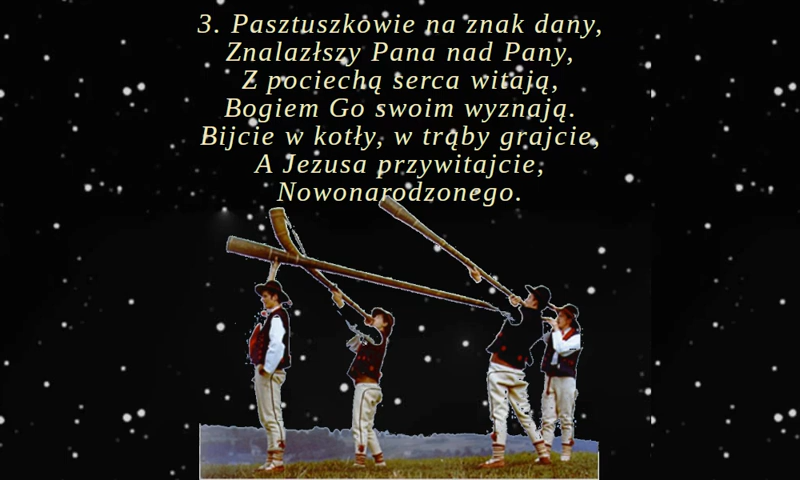 3. Pasztuszkowie na znak dany,
Znalazłszy Pana nad Pany,
Z pociechą serca witają,
Bogiem Go swoim wyznają.
Bijcie w kotły, w trąby grajcie,
A Jezusa przywitajcie,
Nowonarodzonego.